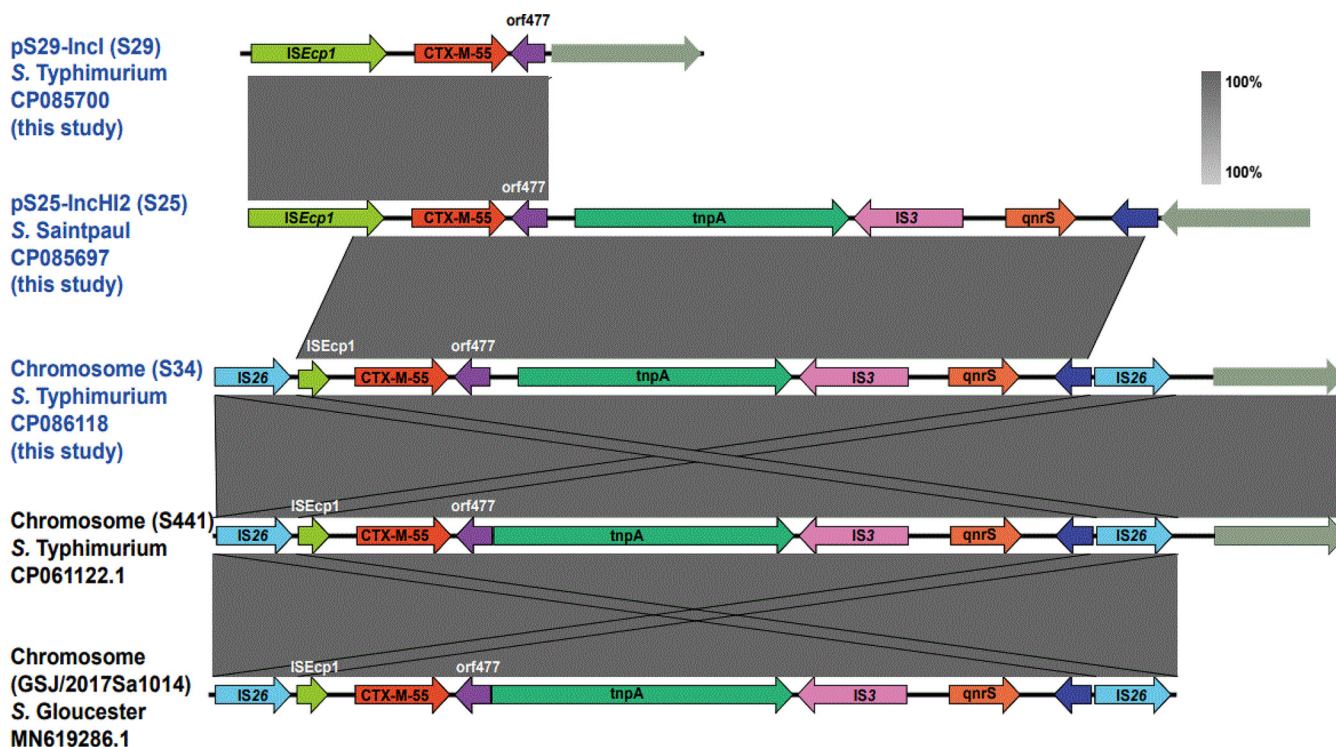 orf477
pS29-IncI (S29)
S. Typhimurium
CP085700
(this study)
ISEcp1
CTX-M-55
100%
100%
pS25-IncHI2 (S25)
S. Saintpaul
CP085697
(this study)
orf477
ISEcp1
CTX-M-55
tnpA
IS3
qnrS
Chromosome (S34)
S. Typhimurium
CP086118
(this study)
ISEcp1
orf477
IS26
CTX-M-55
tnpA
IS3
qnrS
IS26
Chromosome (S441)
S. Typhimurium
CP061122.1
ISEcp1
orf477
IS26
CTX-M-55
tnpA
IS3
qnrS
IS26
Chromosome
(GSJ/2017Sa1014)
S. Gloucester
MN619286.1
ISEcp1
orf477
IS26
CTX-M-55
tnpA
IS3
qnrS
IS26